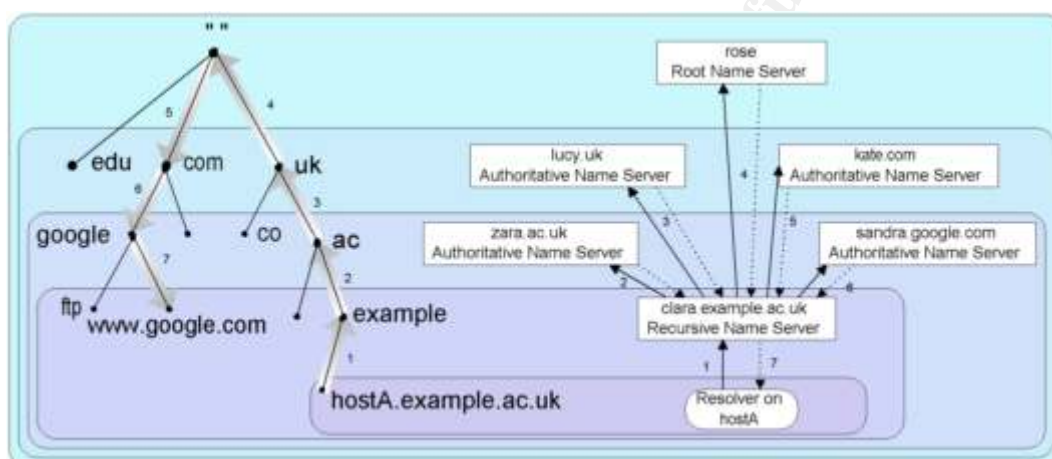 " "
5
4
edu
com
uk
6
3
google
co
ac
7
2
ftp
www.google.com
example
1
hostA.example.ac.uk
rose
Root Name Server
lucy.uk
Authoritative Name Server
kate.com
Authoritative Name Server
4
3
5
zara.ac.uk
Authoritative Name Server
sandra.google.com
Authoritative Name Server
2
6
clara.example.ac.uk
Recursive Name Server
1
7
Resolver on
hostA